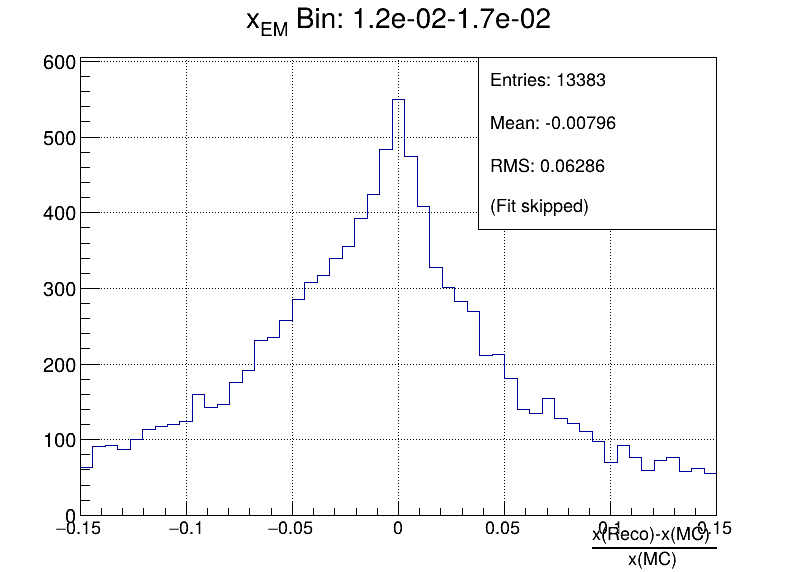 x_EM Bin: 1.2e-02-1.7e-02
Entries: 13383
Mean: -0.00796
RMS: 0.06286
(Fit skipped)
600
500
400
300
200
100
0
−0.15 −0.1 −0.05 0 0.05 0.1 0.15
x(Reco)-x(MC)
x(MC)